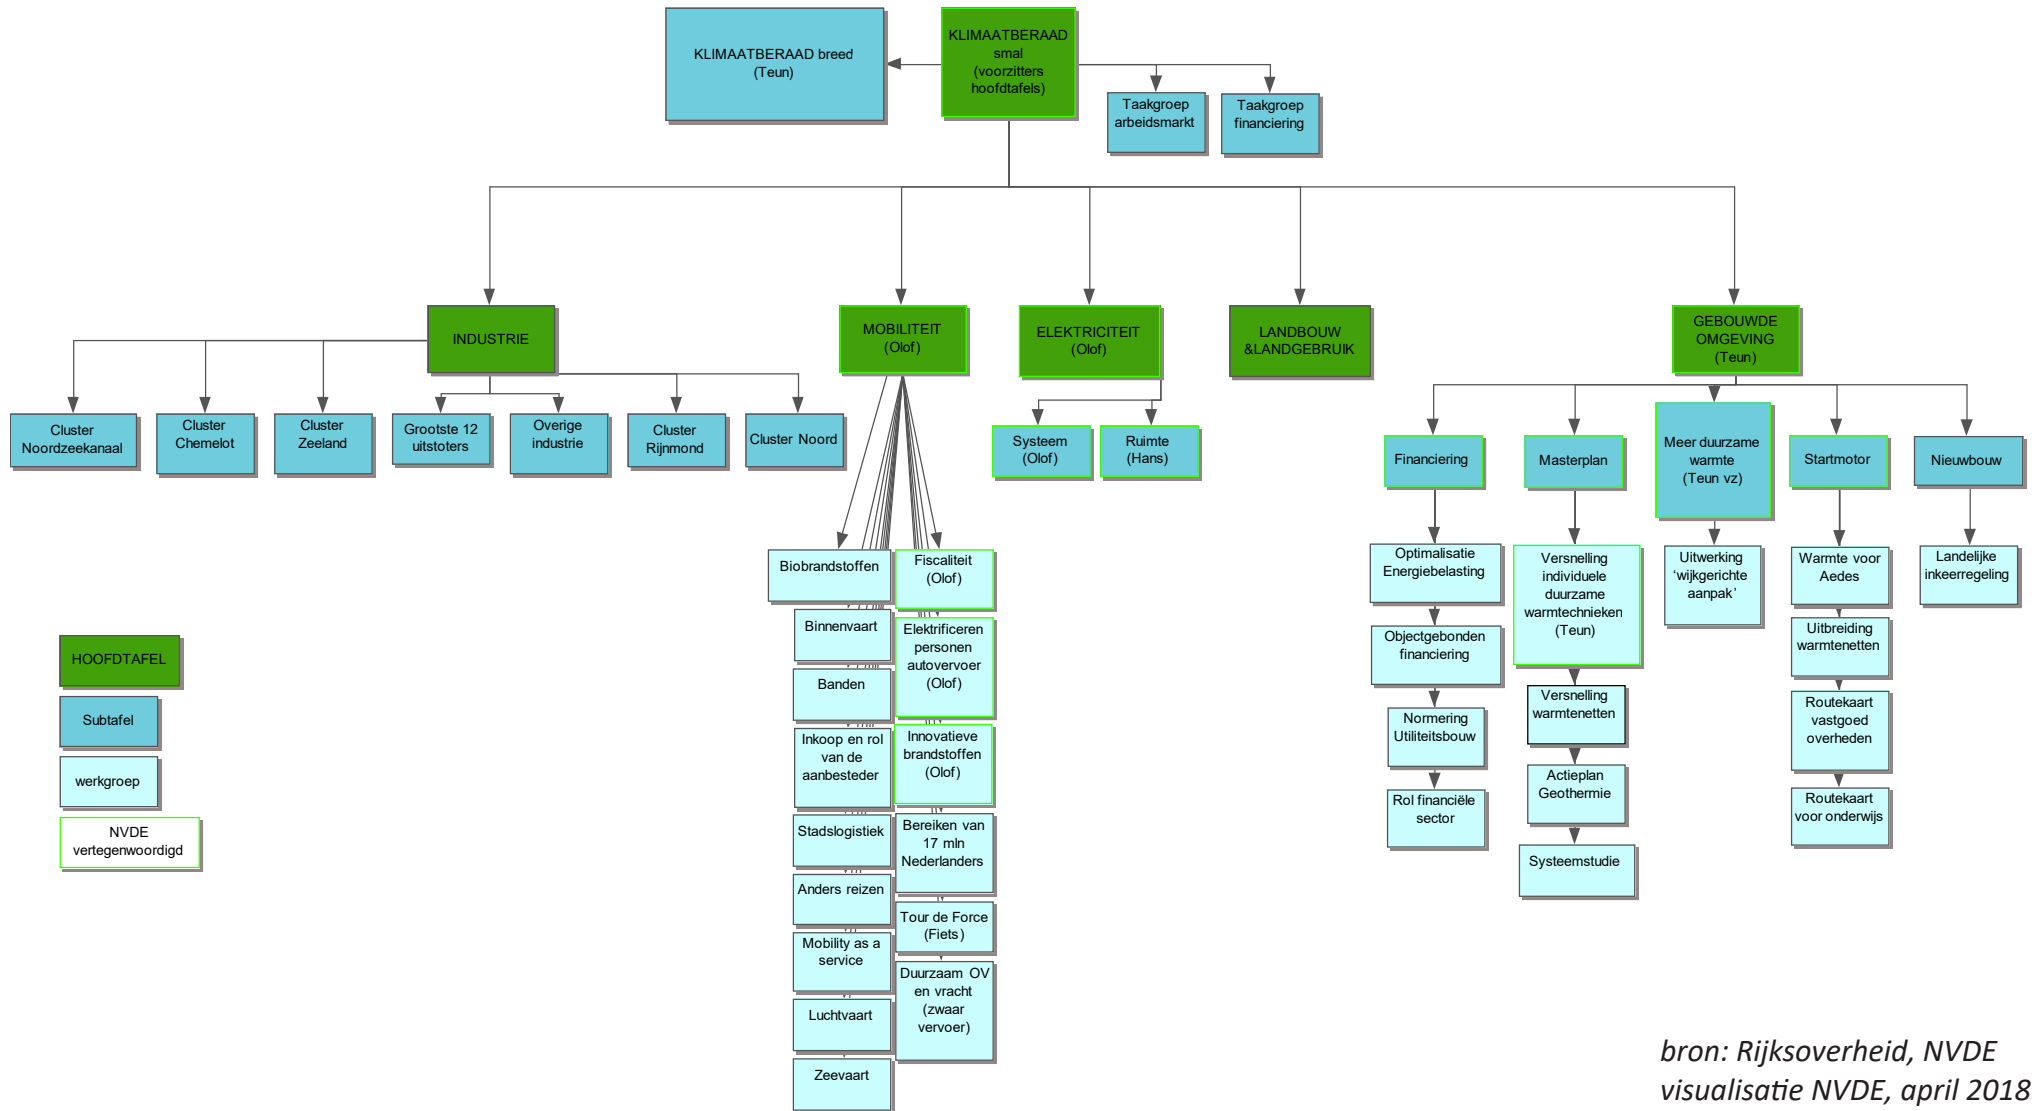 KLIMAATBERAAD breed
(Teun)
KLIMAATBERAAD
smal
(voorzitters
hoofdtafels)
Taakgroep
arbeidsmarkt
Taakgroep
financiering
INDUSTRIE
MOBILITEIT
(Olof)
ELEKTRICITEIT
(Olof)
LANDBOUW
&LANDGEBRUIK
GEBOUWDE
OMGEVING
(Teun)
Cluster
Noordzeekanaal
Cluster
Chemelot
Cluster
Zeeland
Grootste 12
uitstoters
Overige
industrie
Cluster
Rijnmond
Cluster Noord
Systeem
(Olof)
Ruimte
(Hans)
Financiering
Masterplan
Meer duurzame
warmte
(Teun vz)
Startmotor
Nieuwbouw
Biobrandstoffen
Binnenvaart
Banden
Inkoop en rol
van de
aanbesteder
Stadslogistiek
Anders reizen
Mobility as a
service
Luchtvaart
Zeevaart
Fiscaliteit
(Olof)
Elektrificeren
personen
autovervoer
(Olof)
Innovatieve
brandstoffen
(Olof)
Bereiken van
17 mln
Nederlanders
Tour de Force
(Fiets)
Duurzaam OV
en vracht
(zwaar
vervoer)
Optimalisatie
Energiebelasting
Objectgebonden
financiering
Normering
Utiliteitsbouw
Rol financiële
sector
Versnelling
individuele
duurzame
warmtechnieken
(Teun)
Versnelling
warmtenetten
Actieplan
Geothermie
Systeemstudie
Uitwerking
‘wijkgerichte
aanpak’
Warmte voor
Aedes
Uitbreiding
warmtenetten
Routekaart
vastgoed
overheden
Routekaart
voor onderwijs
Landelijke
inkeerregeling
HOOFDTAFEL
Subtafel
werkgroep
NVDE
vertegenwoordigd
bron: Rijksoverheid, NVDE
visualisatie NVDE, april 2018